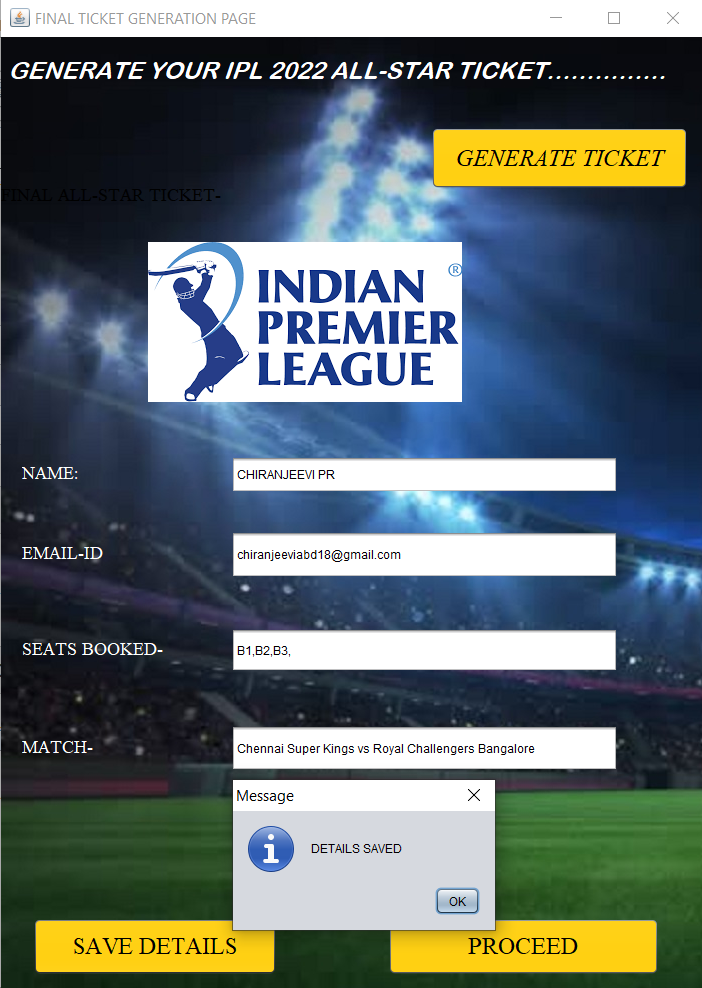 FINAL TICKET GENERATION PAGE
GENERATE YOUR IPL 2022 ALL-STAR TICKET...............
GENERATE TICKET
FINAL ALL-STAR TICKET-
INDIAN ®
PREMIER
LEAGUE
NAME: CHIRANJEEVI PR
EMAIL-ID chiranjeeviabd18@gmail.com
SEATS BOOKED- B1,B2,B3,
MATCH- Chennai Super Kings vs Royal Challengers Bangalore
Message
DETAILS SAVED
OK
SAVE DETAILS PROCEED